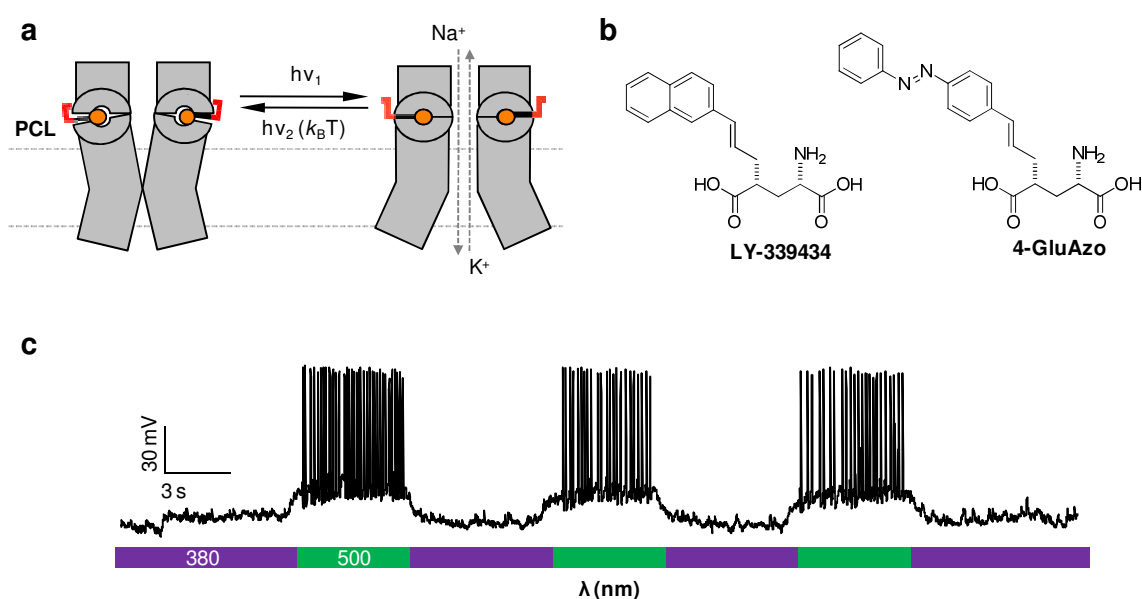 a
Na⁺
hν₁
hν₂ (k_BT)
PCL
K⁺
b
N
N
NH₂
HO
OH
O
O
LY-339434
NH₂
HO
OH
O
O
4-GluAzo
c
30 mV
3 s
380
500
λ (nm)